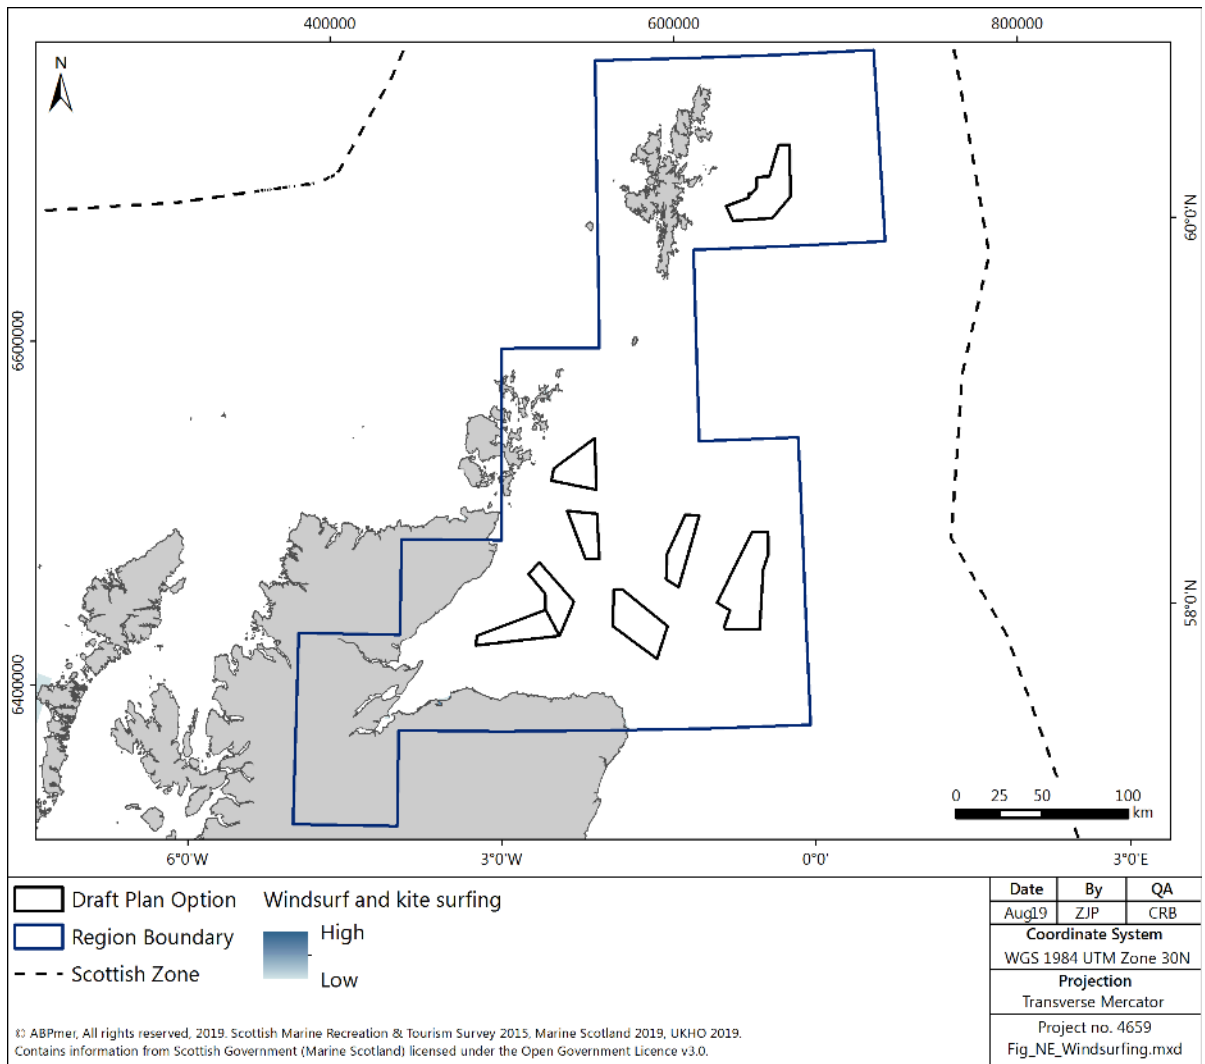 400000 600000 800000
N
60°0'N
6600000
58°0'N
6400000
0 25 50 100
km
6°0'W 3°0'W 0°0' 3°0'E
Draft Plan Option
Region Boundary
Scottish Zone
Windsurf and kite surfing
High
Low
Date By QA
Aug19 ZJP CRB
Coordinate System
WGS 1984 UTM Zone 30N
Projection
Transverse Mercator
Project no. 4659
Fig_NE_Windsurfing.mxd
© ABPmer, All rights reserved, 2019. Scottish Marine Recreation & Tourism Survey 2015, Marine Scotland 2019, UKHO 2019.
Contains information from Scottish Government (Marine Scotland) licensed under the Open Government Licence v3.0.